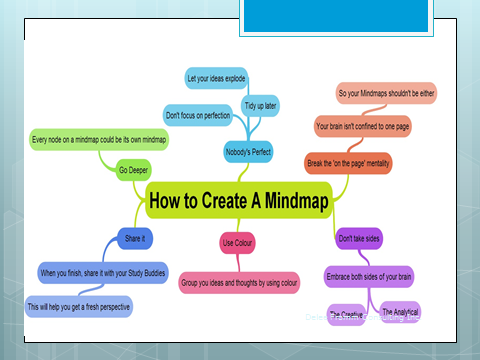 Let your ideas explode
Tidy up later
Don't focus on perfection
Nobody's Perfect
So your Mindmaps shouldn't be either
Your brain isn't confined to one page
Break the 'on the page' mentality
Every node on a mindmap could be its own mindmap
Go Deeper
How to Create A Mindmap
Share it
When you finish, share it with your Study Buddies
This will help you get a fresh perspective
Use Colour
Group you ideas and thoughts by using colour
Don't take sides
Embrace both sides of your brain
The Creative
The Analytical